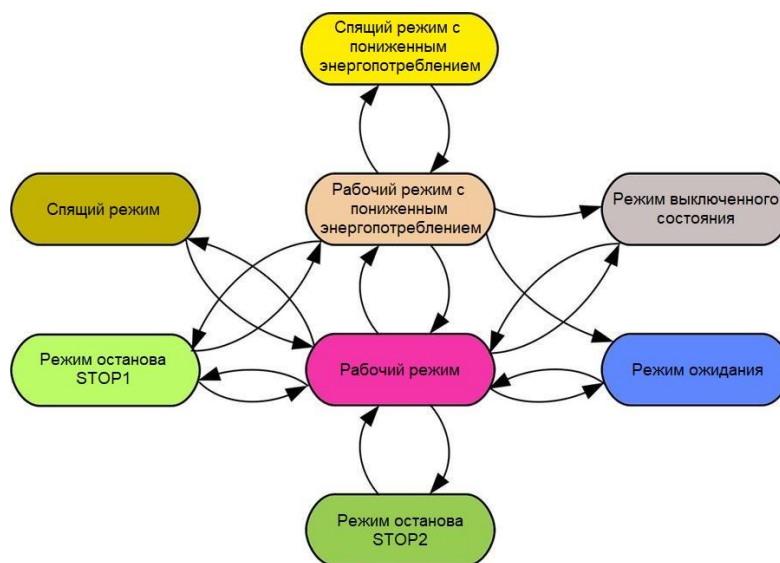 Спящий режим с
пониженным
энергопотреблением
Спящий режим
Рабочий режим с
пониженным
энергопотреблением
Режим выключенного
состояния
Режим останова
STOP1
Рабочий режим
Режим ожидания
Режим останова
STOP2